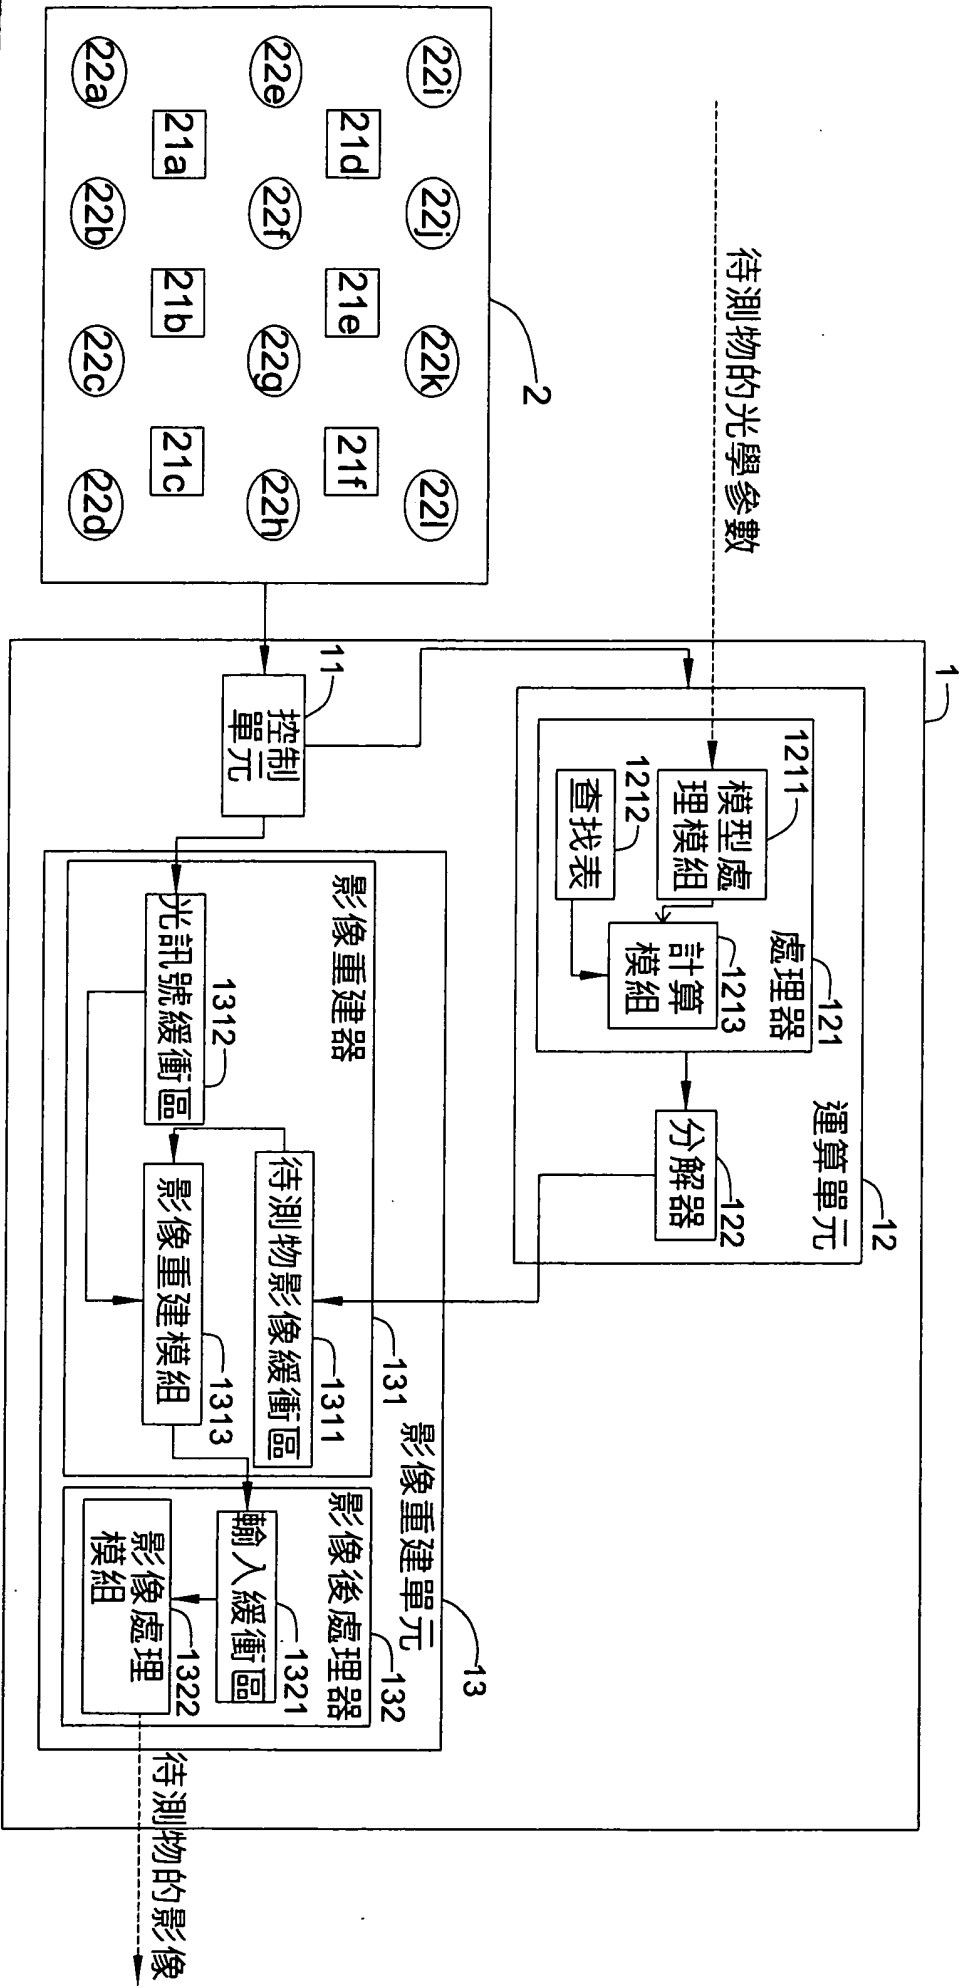 待測物的光學參數
1
運算單元
12
處理器
121
1211
模型處
理模組
1212
查找表
1213
計算
模組
122
分解器
2
22i
22j
22k
22l
21d
21e
21f
22e
22f
22g
22h
21a
21b
21c
22a
22b
22c
22d
11
控制
單元
影像重建單元
13
影像重建器
131
1311
待測物影像緩衝區
1312
光訊號緩衝區
1313
影像重建模組
影像後處理器
132
1321
輸入緩衝區
1322
影像處理
模組
待測物的影像